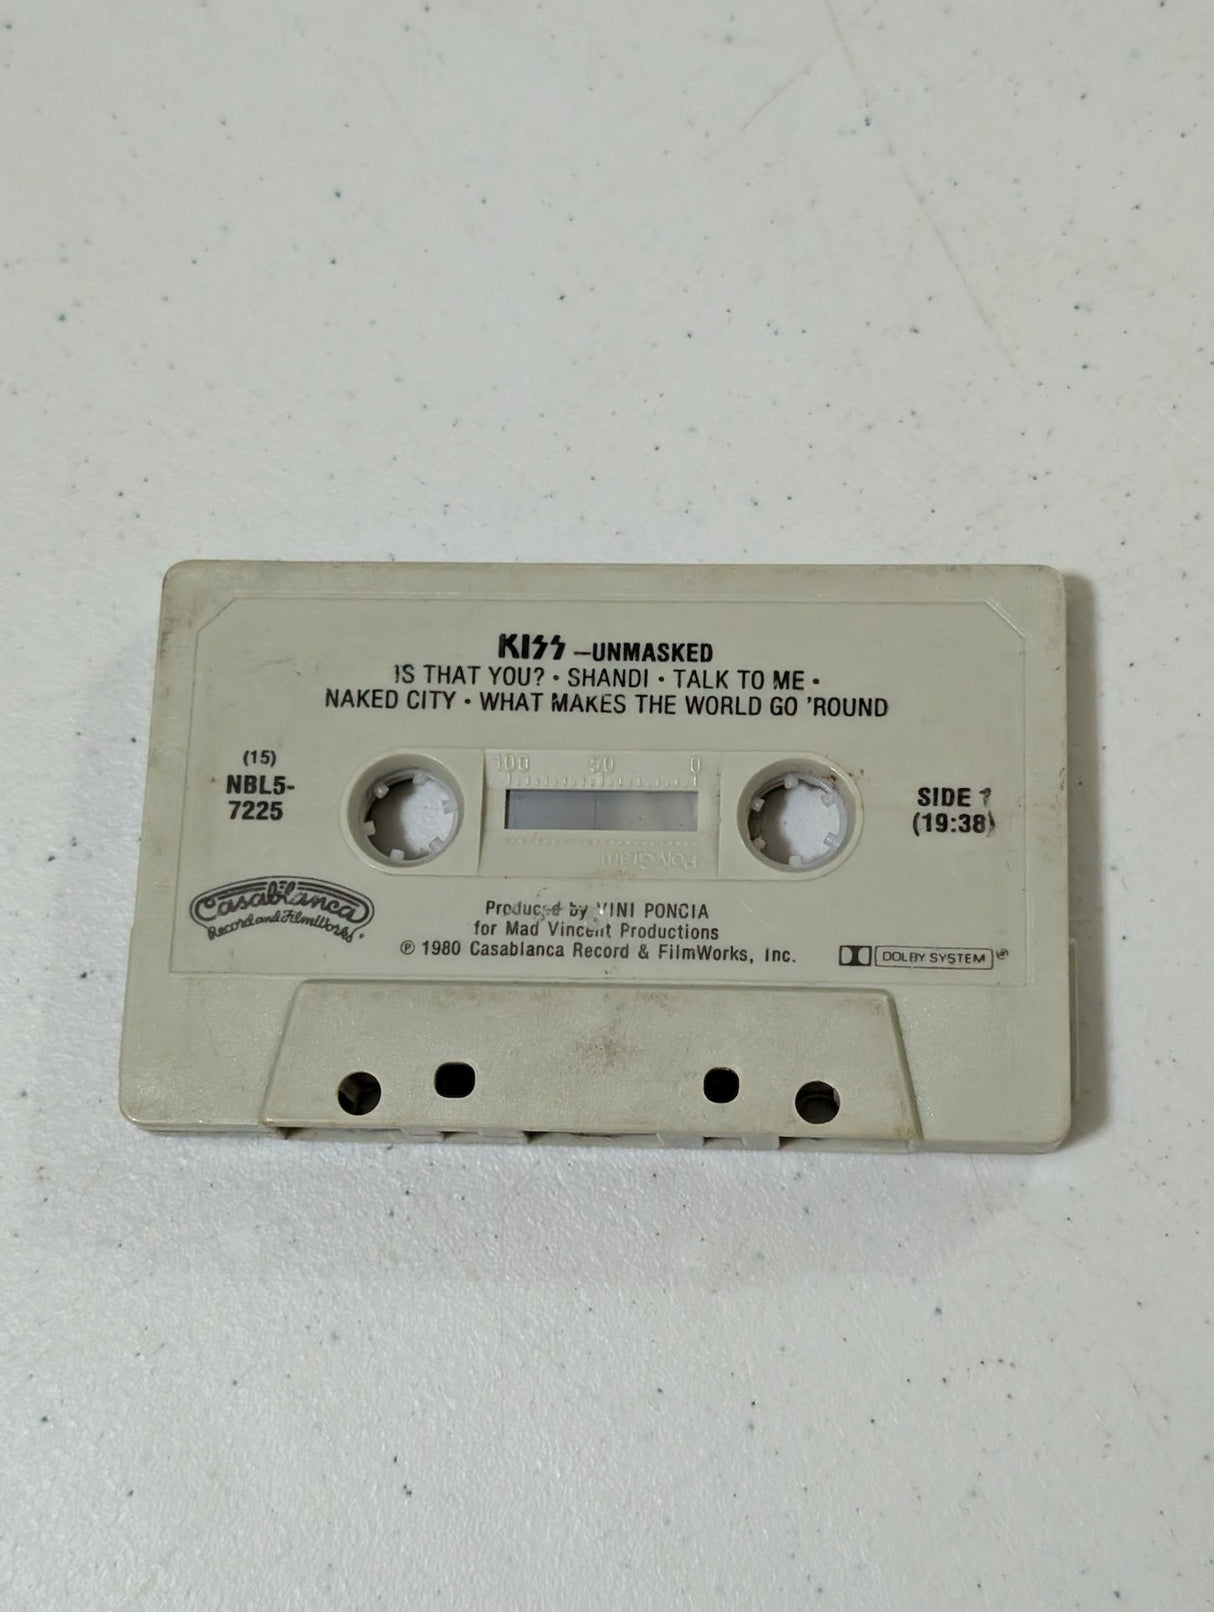 KISS –UNMASKED
IS THAT YOU? • SHANDI • TALK TO ME •
NAKED CITY • WHAT MAKES THE WORLD GO 'ROUND
(15)
NBL5-
7225
100 50 0
SIDE 1
(19:38)
PolyGram
Casablanca
Record and FilmWorks
Produced by VINI PONCIA
for Mad Vincent Productions
℗ 1980 Casablanca Record & FilmWorks, Inc.
DOLBY SYSTEM